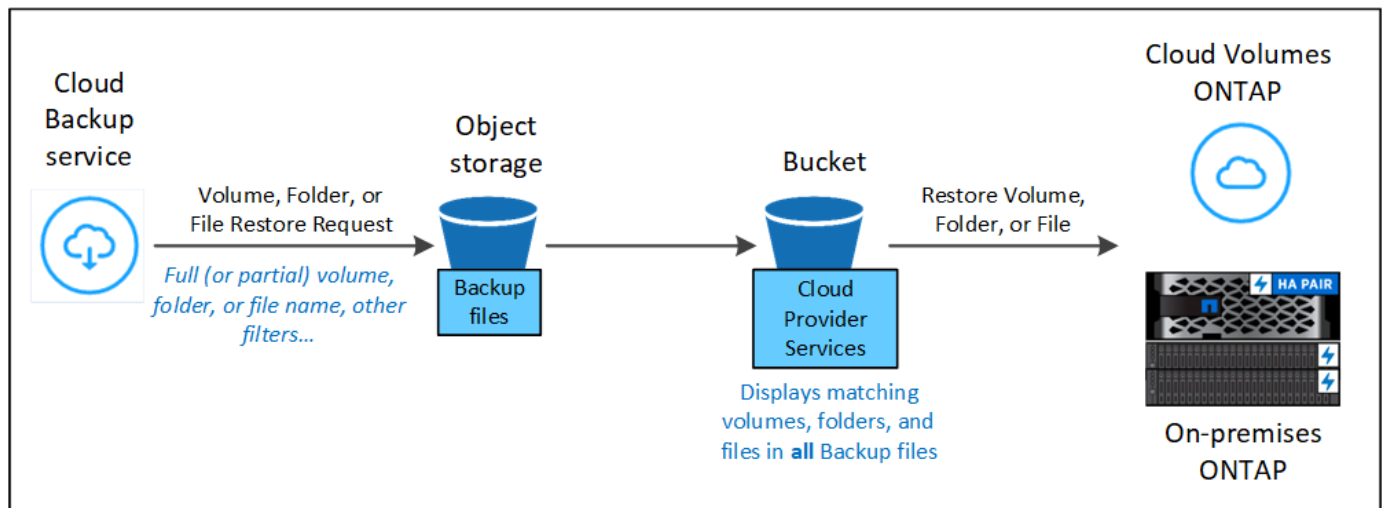 Cloud
Backup
service
Volume, Folder, or
File Restore Request
Full (or partial) volume,
folder, or file name, other
filters...
Object
storage
Backup
files
Bucket
Cloud
Provider
Services
Displays matching
volumes, folders, and
files in all Backup files
Restore Volume,
Folder, or File
Cloud Volumes
ONTAP
HA PAIR
On-premises
ONTAP